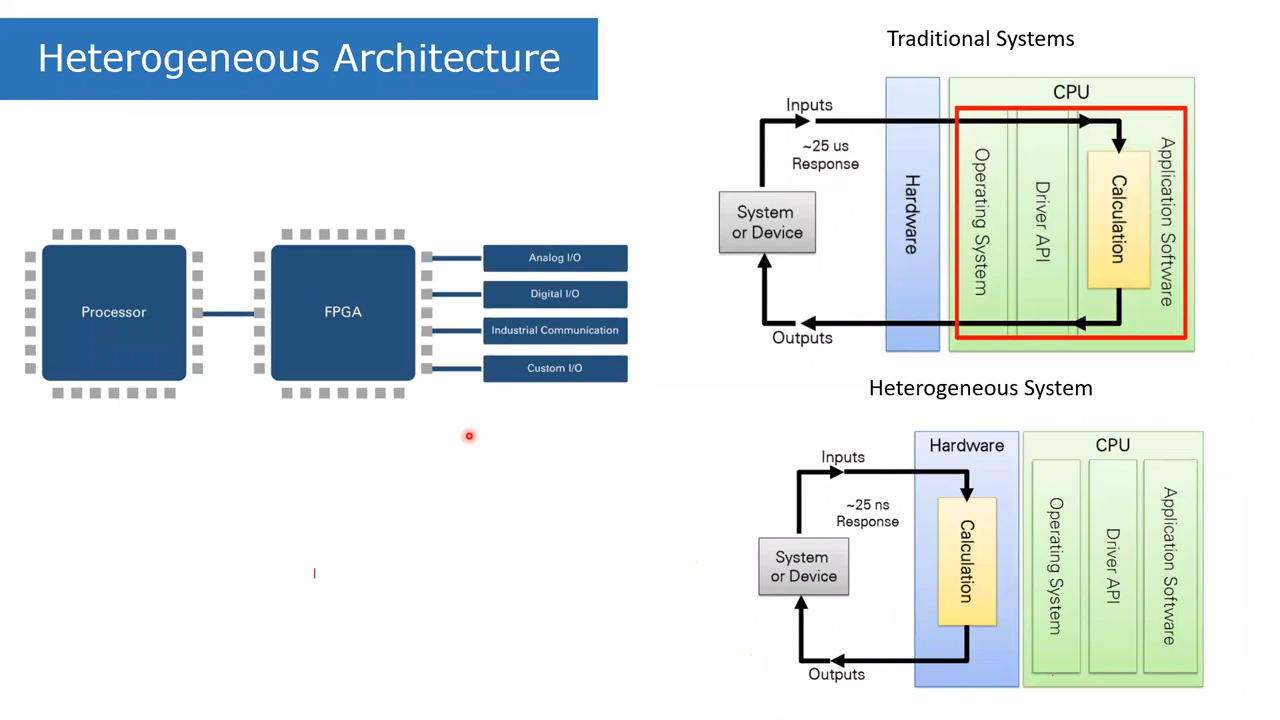 Heterogeneous Architecture
Processor
FPGA
Analog I/O
Digital I/O
Industrial Communication
Custom I/O
Traditional Systems
Inputs
~25 us
Response
System
or Device
Outputs
Hardware
CPU
Operating System
Driver API
Calculation
Application Software
Heterogeneous System
Inputs
~25 ns
Response
System
or Device
Outputs
Hardware
Calculation
CPU
Operating System
Driver API
Application Software